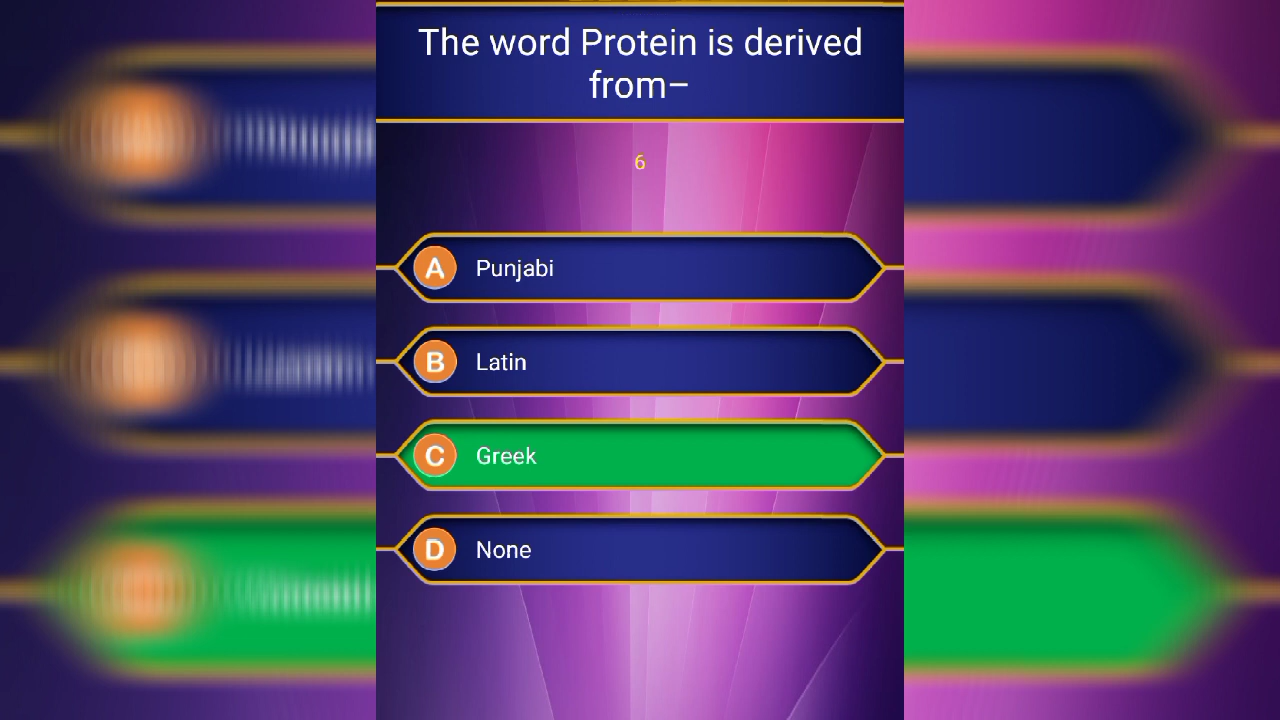 The word Protein is derived
from–
6
A Punjabi
B Latin
C Greek
D None